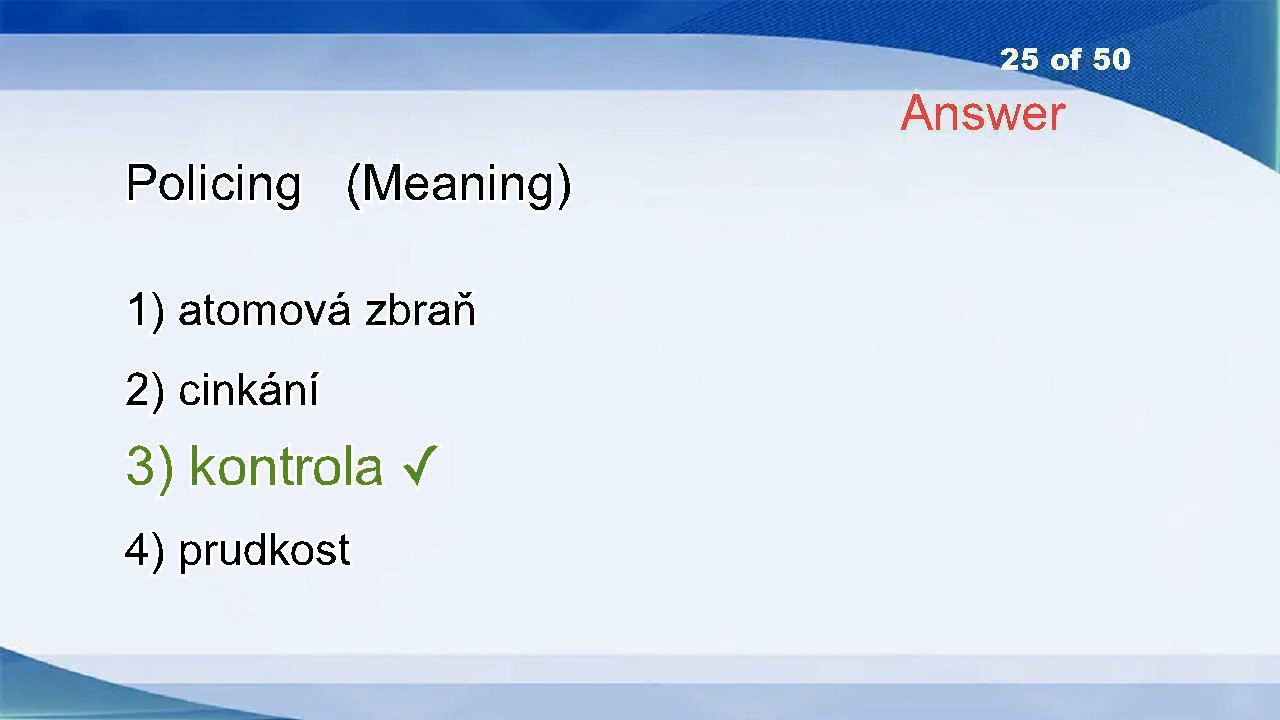 25 of 50
Answer
Policing (Meaning)
1) atomová zbraň
2) cinkání
3) kontrola ✓
4) prudkost